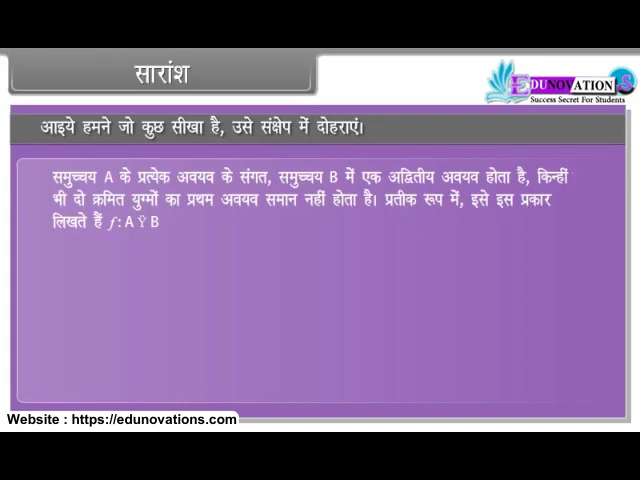 सारांश
EDUNOVATIONS
Success Secret For Students
आइये हमने जो कुछ सीखा है, उसे संक्षेप में दोहराएं।
समुच्चय A के प्रत्येक अवयव के संगत, समुच्चय B में एक अद्वितीय अवयव होता है, किन्हीं
भी दो क्रमित युग्मों का प्रथम अवयव समान नहीं होता है। प्रतीक रूप में, इसे इस प्रकार
लिखते हैं f: A Ÿ B
Website : https://edunovations.com